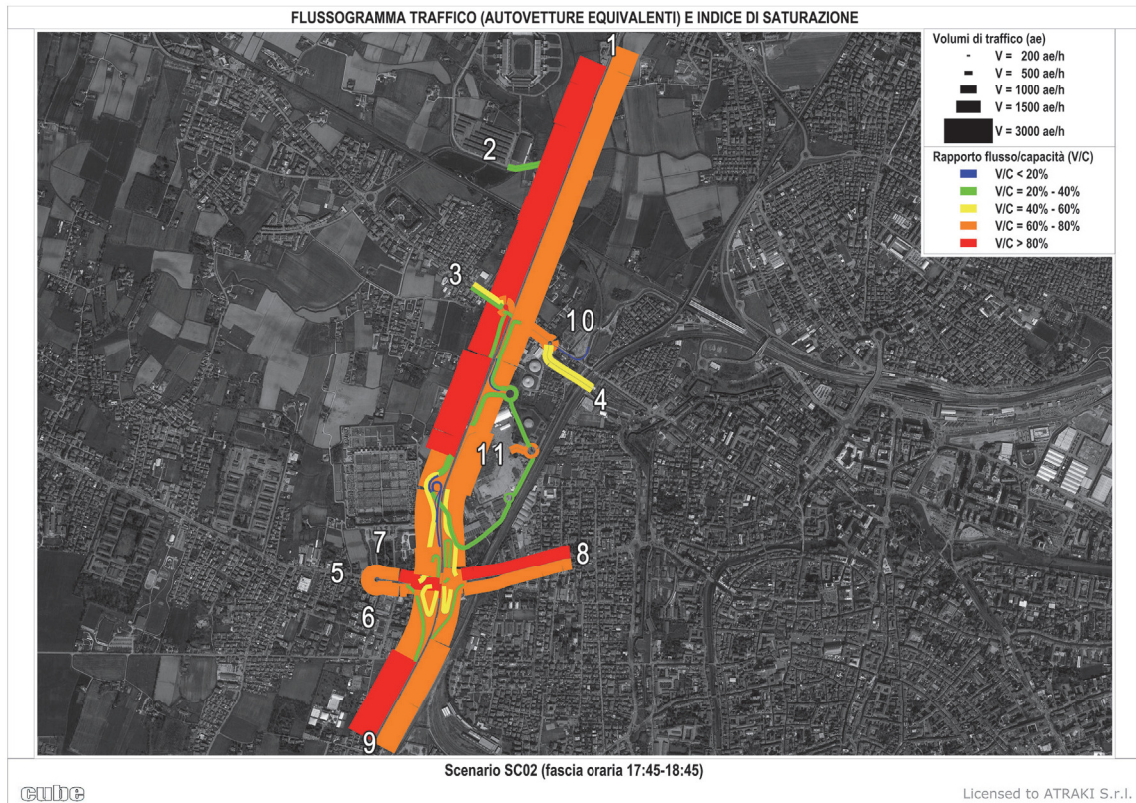 FLUSSOGRAMMA TRAFFICO (AUTOVETTURE EQUIVALENTI) E INDICE DI SATURAZIONE
Volumi di traffico (ae)
V = 200 ae/h
V = 500 ae/h
V = 1000 ae/h
V = 1500 ae/h
V = 3000 ae/h
Rapporto flusso/capacità (V/C)
V/C < 20%
V/C = 20% - 40%
V/C = 40% - 60%
V/C = 60% - 80%
V/C > 80%
1
2
3
10
4
11
7
8
5
6
9
Scenario SC02 (fascia oraria 17:45-18:45)
cube
Licensed to ATRAKI S.r.l.